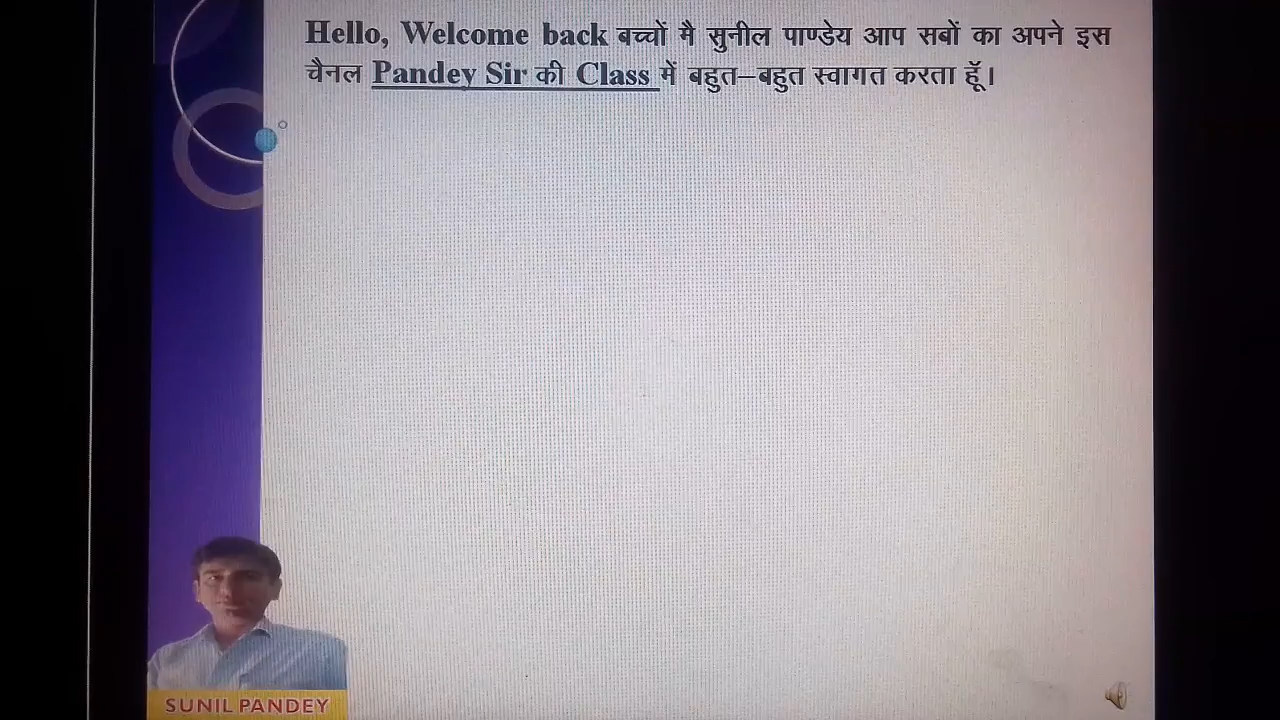 Hello, Welcome back बच्चों मै सुनील पाण्डेय आप सबों का अपने इस
चैनल Pandey Sir की Class में बहुत–बहुत स्वागत करता हूॅं।
SUNIL PANDEY